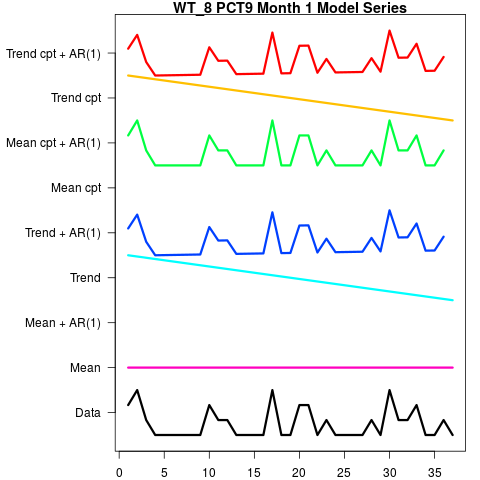 WT_8 PCT9 Month 1 Model Series
Trend cpt + AR(1)
Trend cpt
Mean cpt + AR(1)
Mean cpt
Trend + AR(1)
Trend
Mean + AR(1)
Mean
Data
0 5 10 15 20 25 30 35